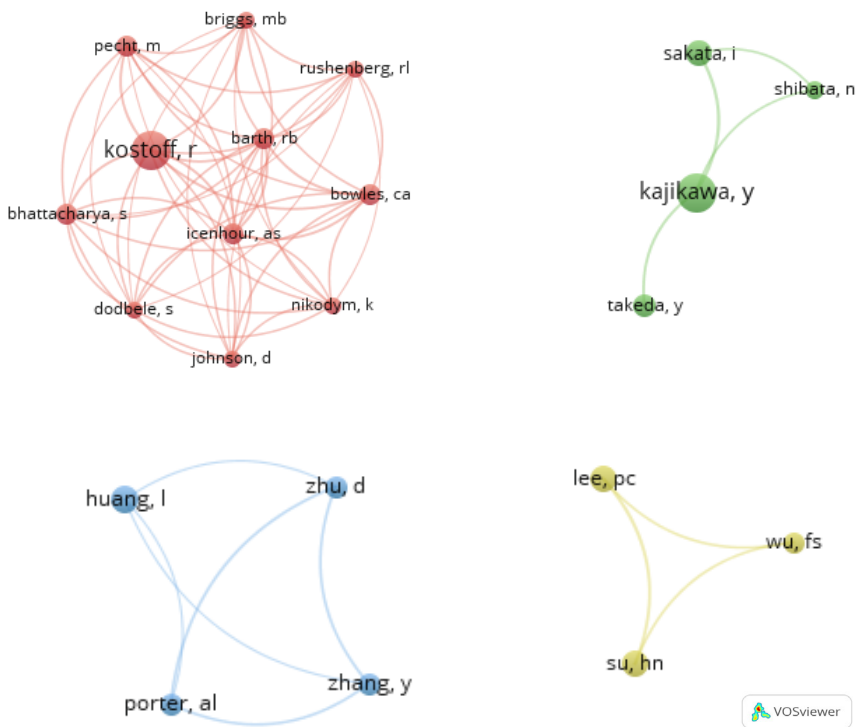 briggs, mb
pecht, m
rushenberg, rl
barth, rb
kostoff, r
bowles, ca
bhattacharya, s
icenhour, as
dodbele, s
nikodym, k
johnson, d
sakata, i
shibata, n
kajikawa, y
takeda, y
huang, l
zhu, d
zhang, y
porter, al
lee, pc
wu, fs
su, hn
VOSviewer